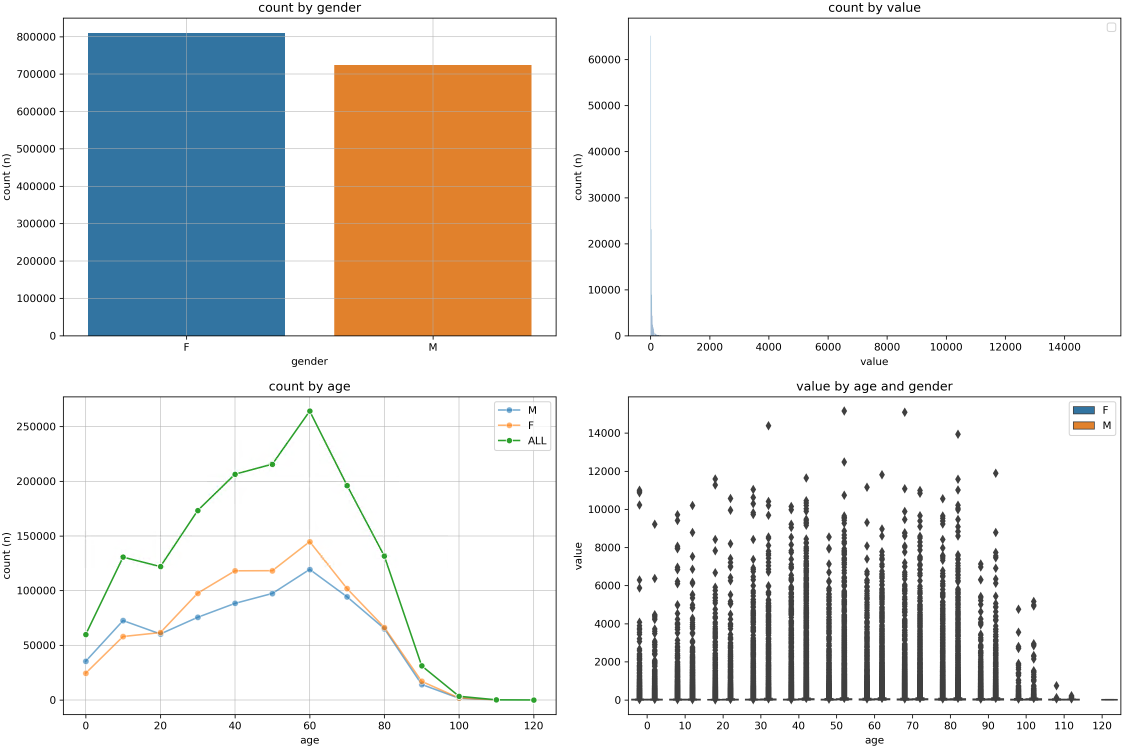 count by gender
800000
700000
600000
500000
400000
300000
200000
100000
0
count (n)
F M
gender
count by value
60000
50000
40000
30000
20000
10000
0
count (n)
0 2000 4000 6000 8000 10000 12000 14000
value
count by age
M
F
ALL
250000
200000
150000
100000
50000
0
count (n)
0 20 40 60 80 100 120
age
value by age and gender
F
M
14000
12000
10000
8000
6000
4000
2000
0
value
0 10 20 30 40 50 60 70 80 90 100 110 120
age